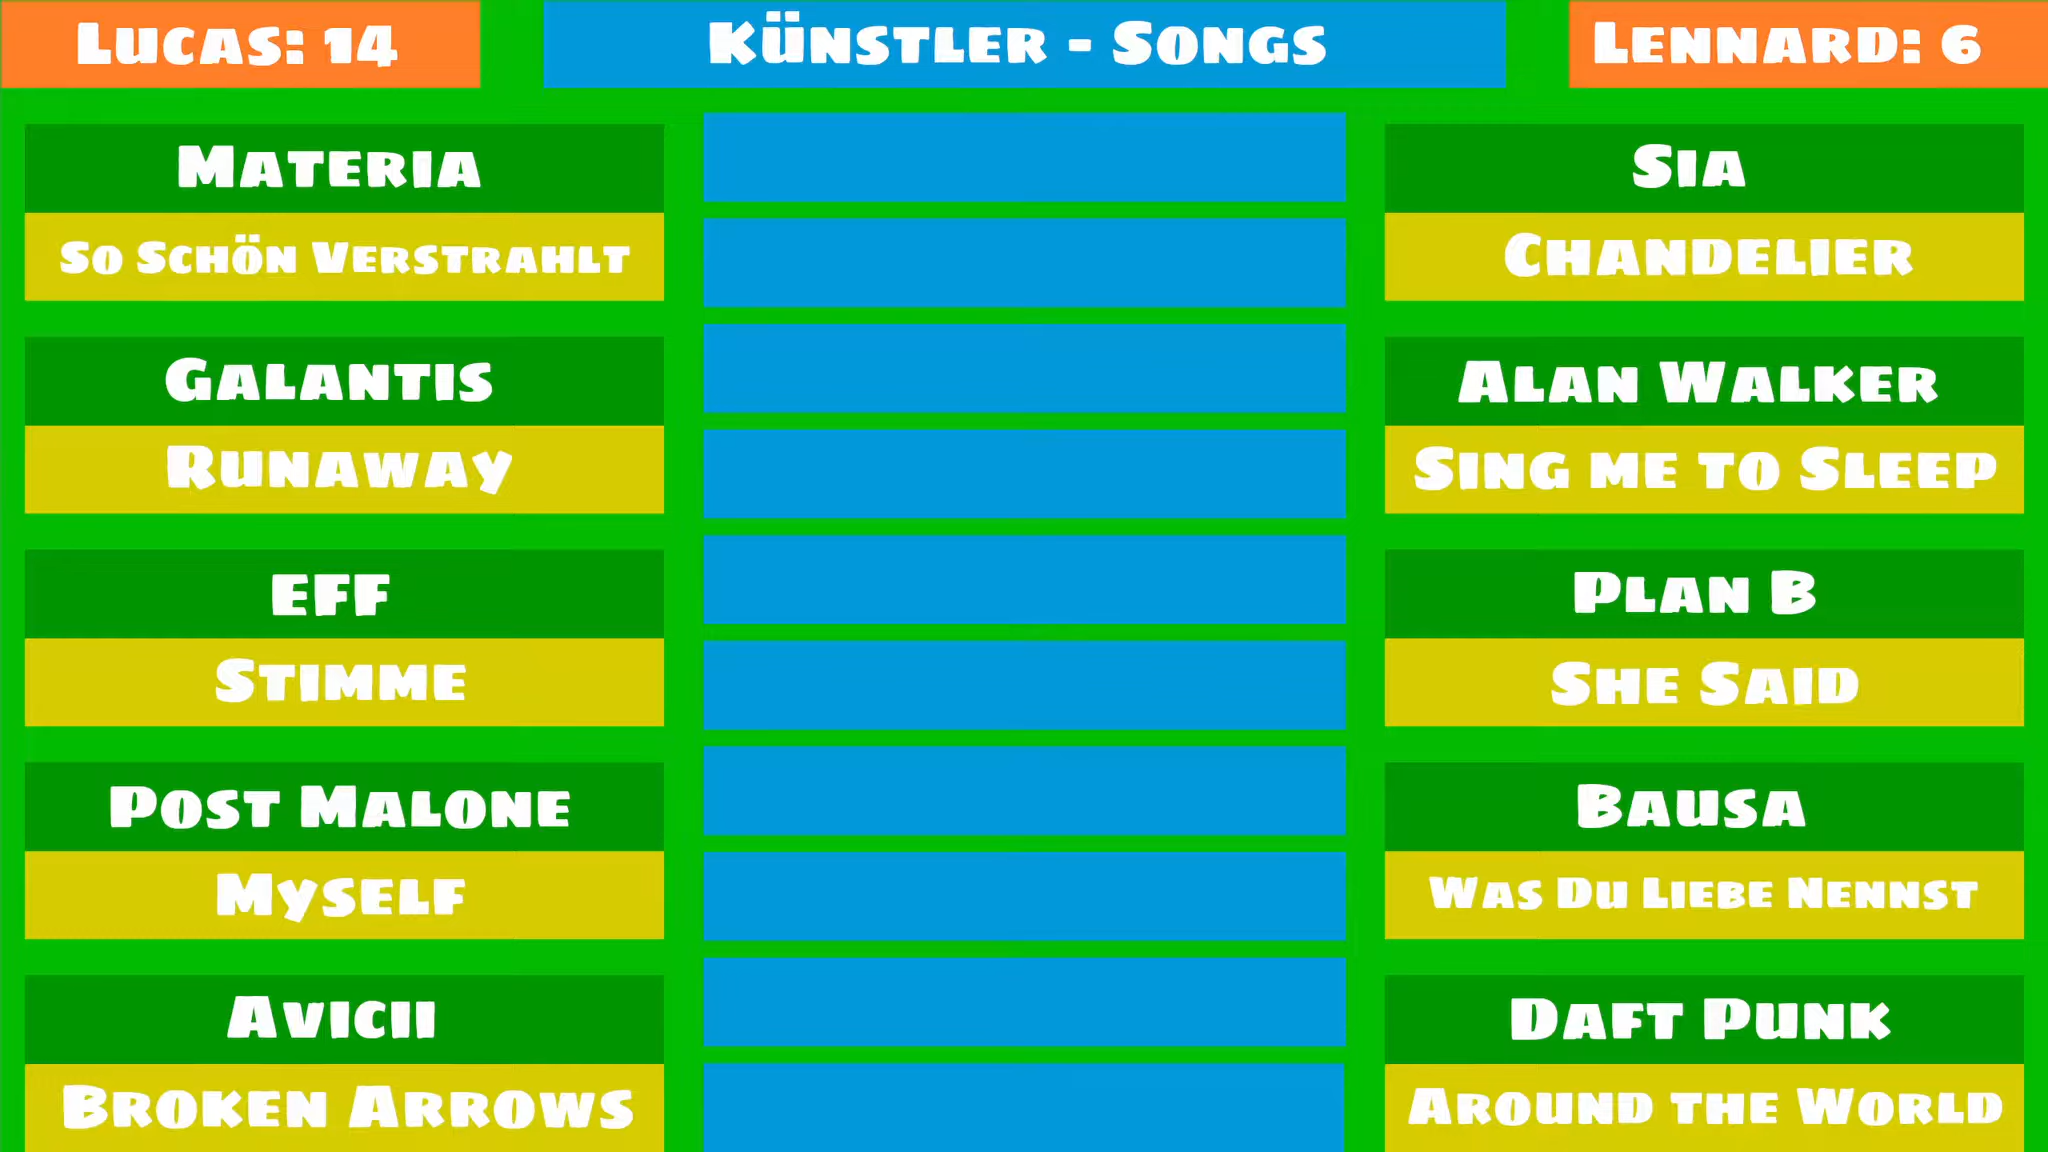 Lucas: 14
Künstler - Songs
Lennard: 6
Materia
So Schön Verstrahlt
Galantis
Runaway
EFF
Stimme
Post Malone
Myself
Avicii
Broken Arrows
Sia
Chandelier
Alan Walker
Sing me to Sleep
Plan B
She Said
Bausa
Was Du Liebe Nennst
Daft Punk
Around the World